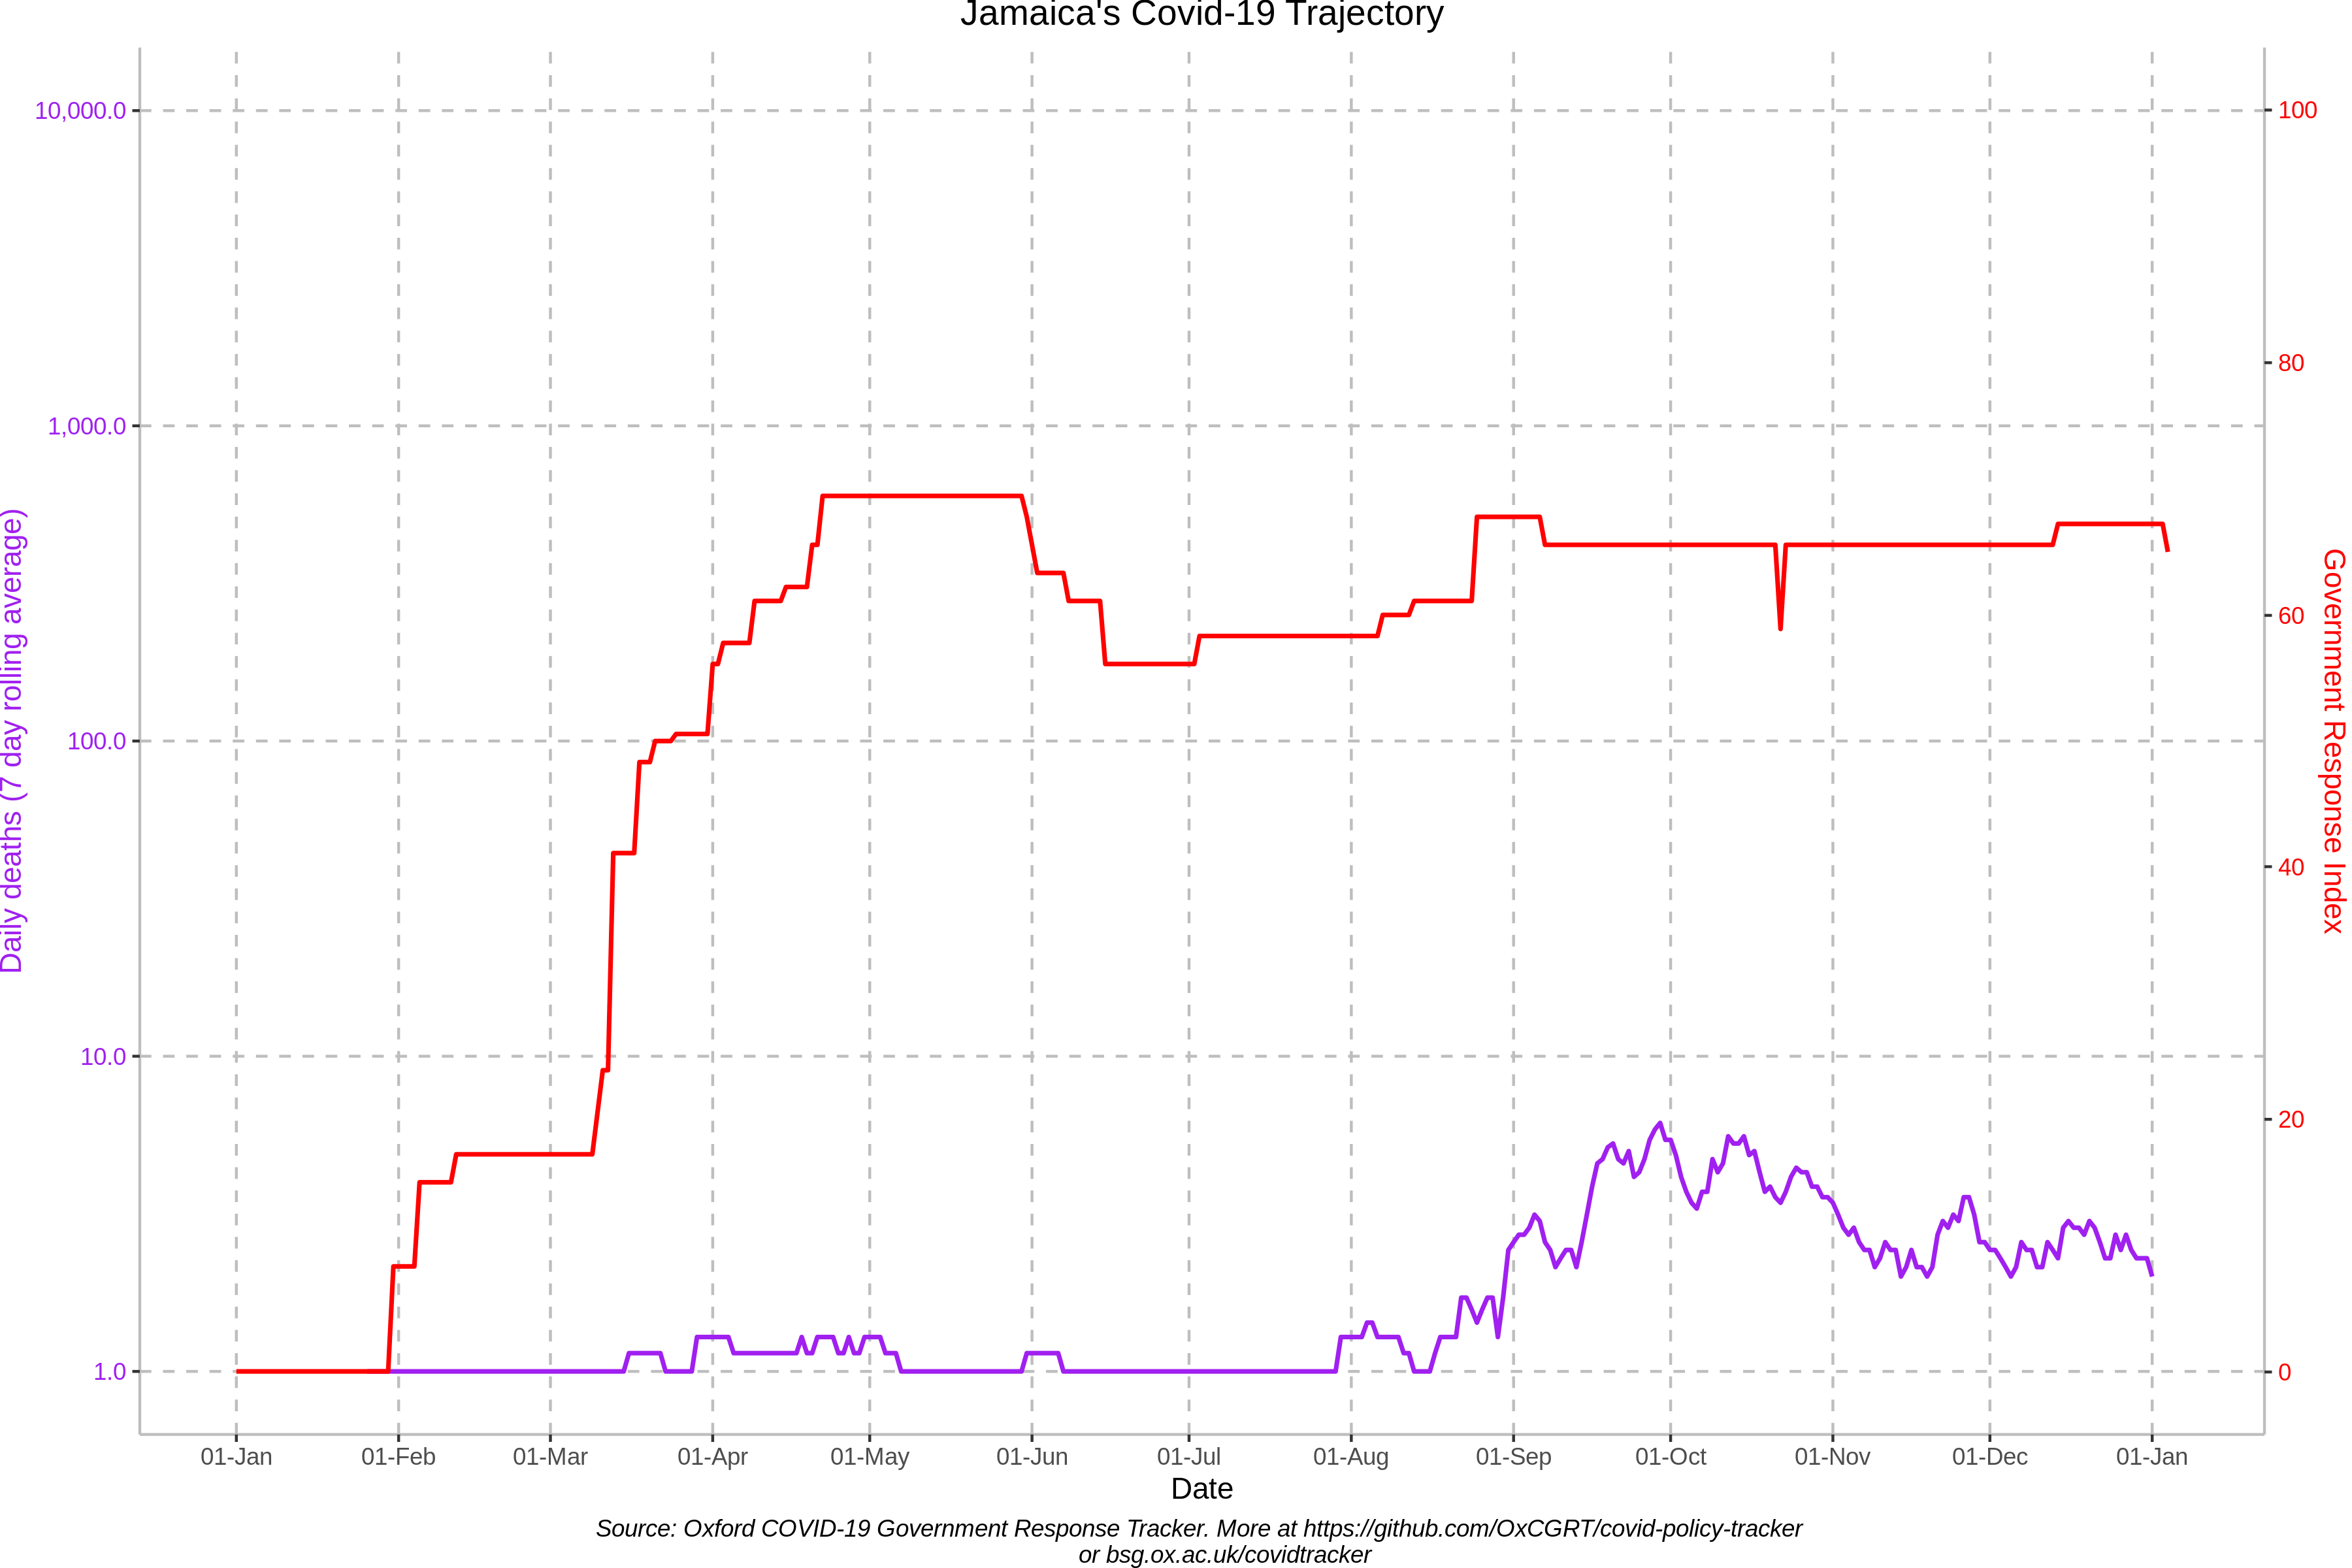 Jamaica's Covid-19 Trajectory
10,000.0
1,000.0
100.0
10.0
1.0
Daily deaths (7 day rolling average)
100
80
60
40
20
0
Government Response Index
01-Jan 01-Feb 01-Mar 01-Apr 01-May 01-Jun 01-Jul 01-Aug 01-Sep 01-Oct 01-Nov 01-Dec 01-Jan
Date
Source: Oxford COVID-19 Government Response Tracker. More at https://github.com/OxCGRT/covid-policy-tracker
or bsg.ox.ac.uk/covidtracker